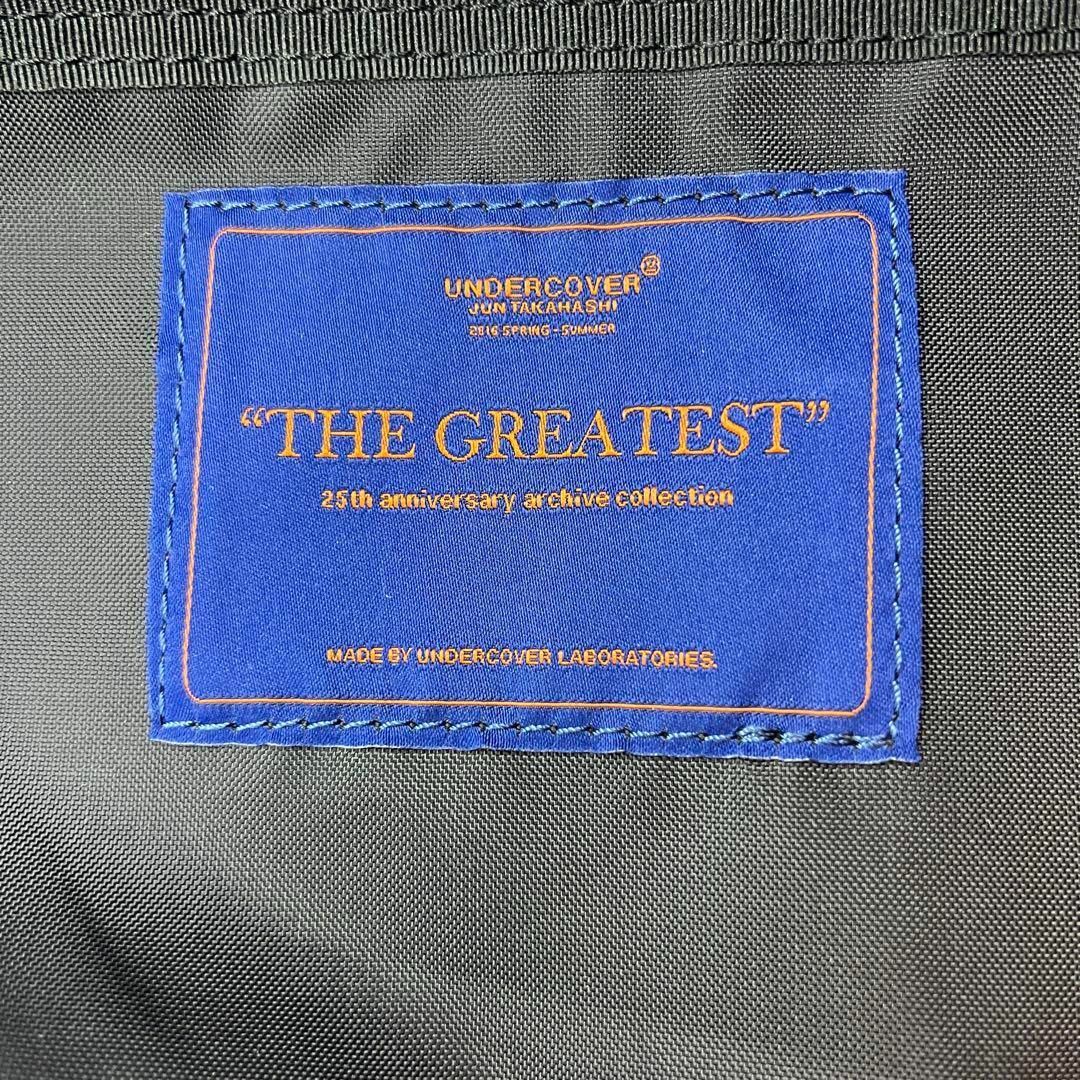 UNDERCOVER
JUN TAKAHASHI
2016 SPRING - SUMMER
“THE GREATEST”
25th anniversary archive collection
MADE BY UNDERCOVER LABORATORIES.